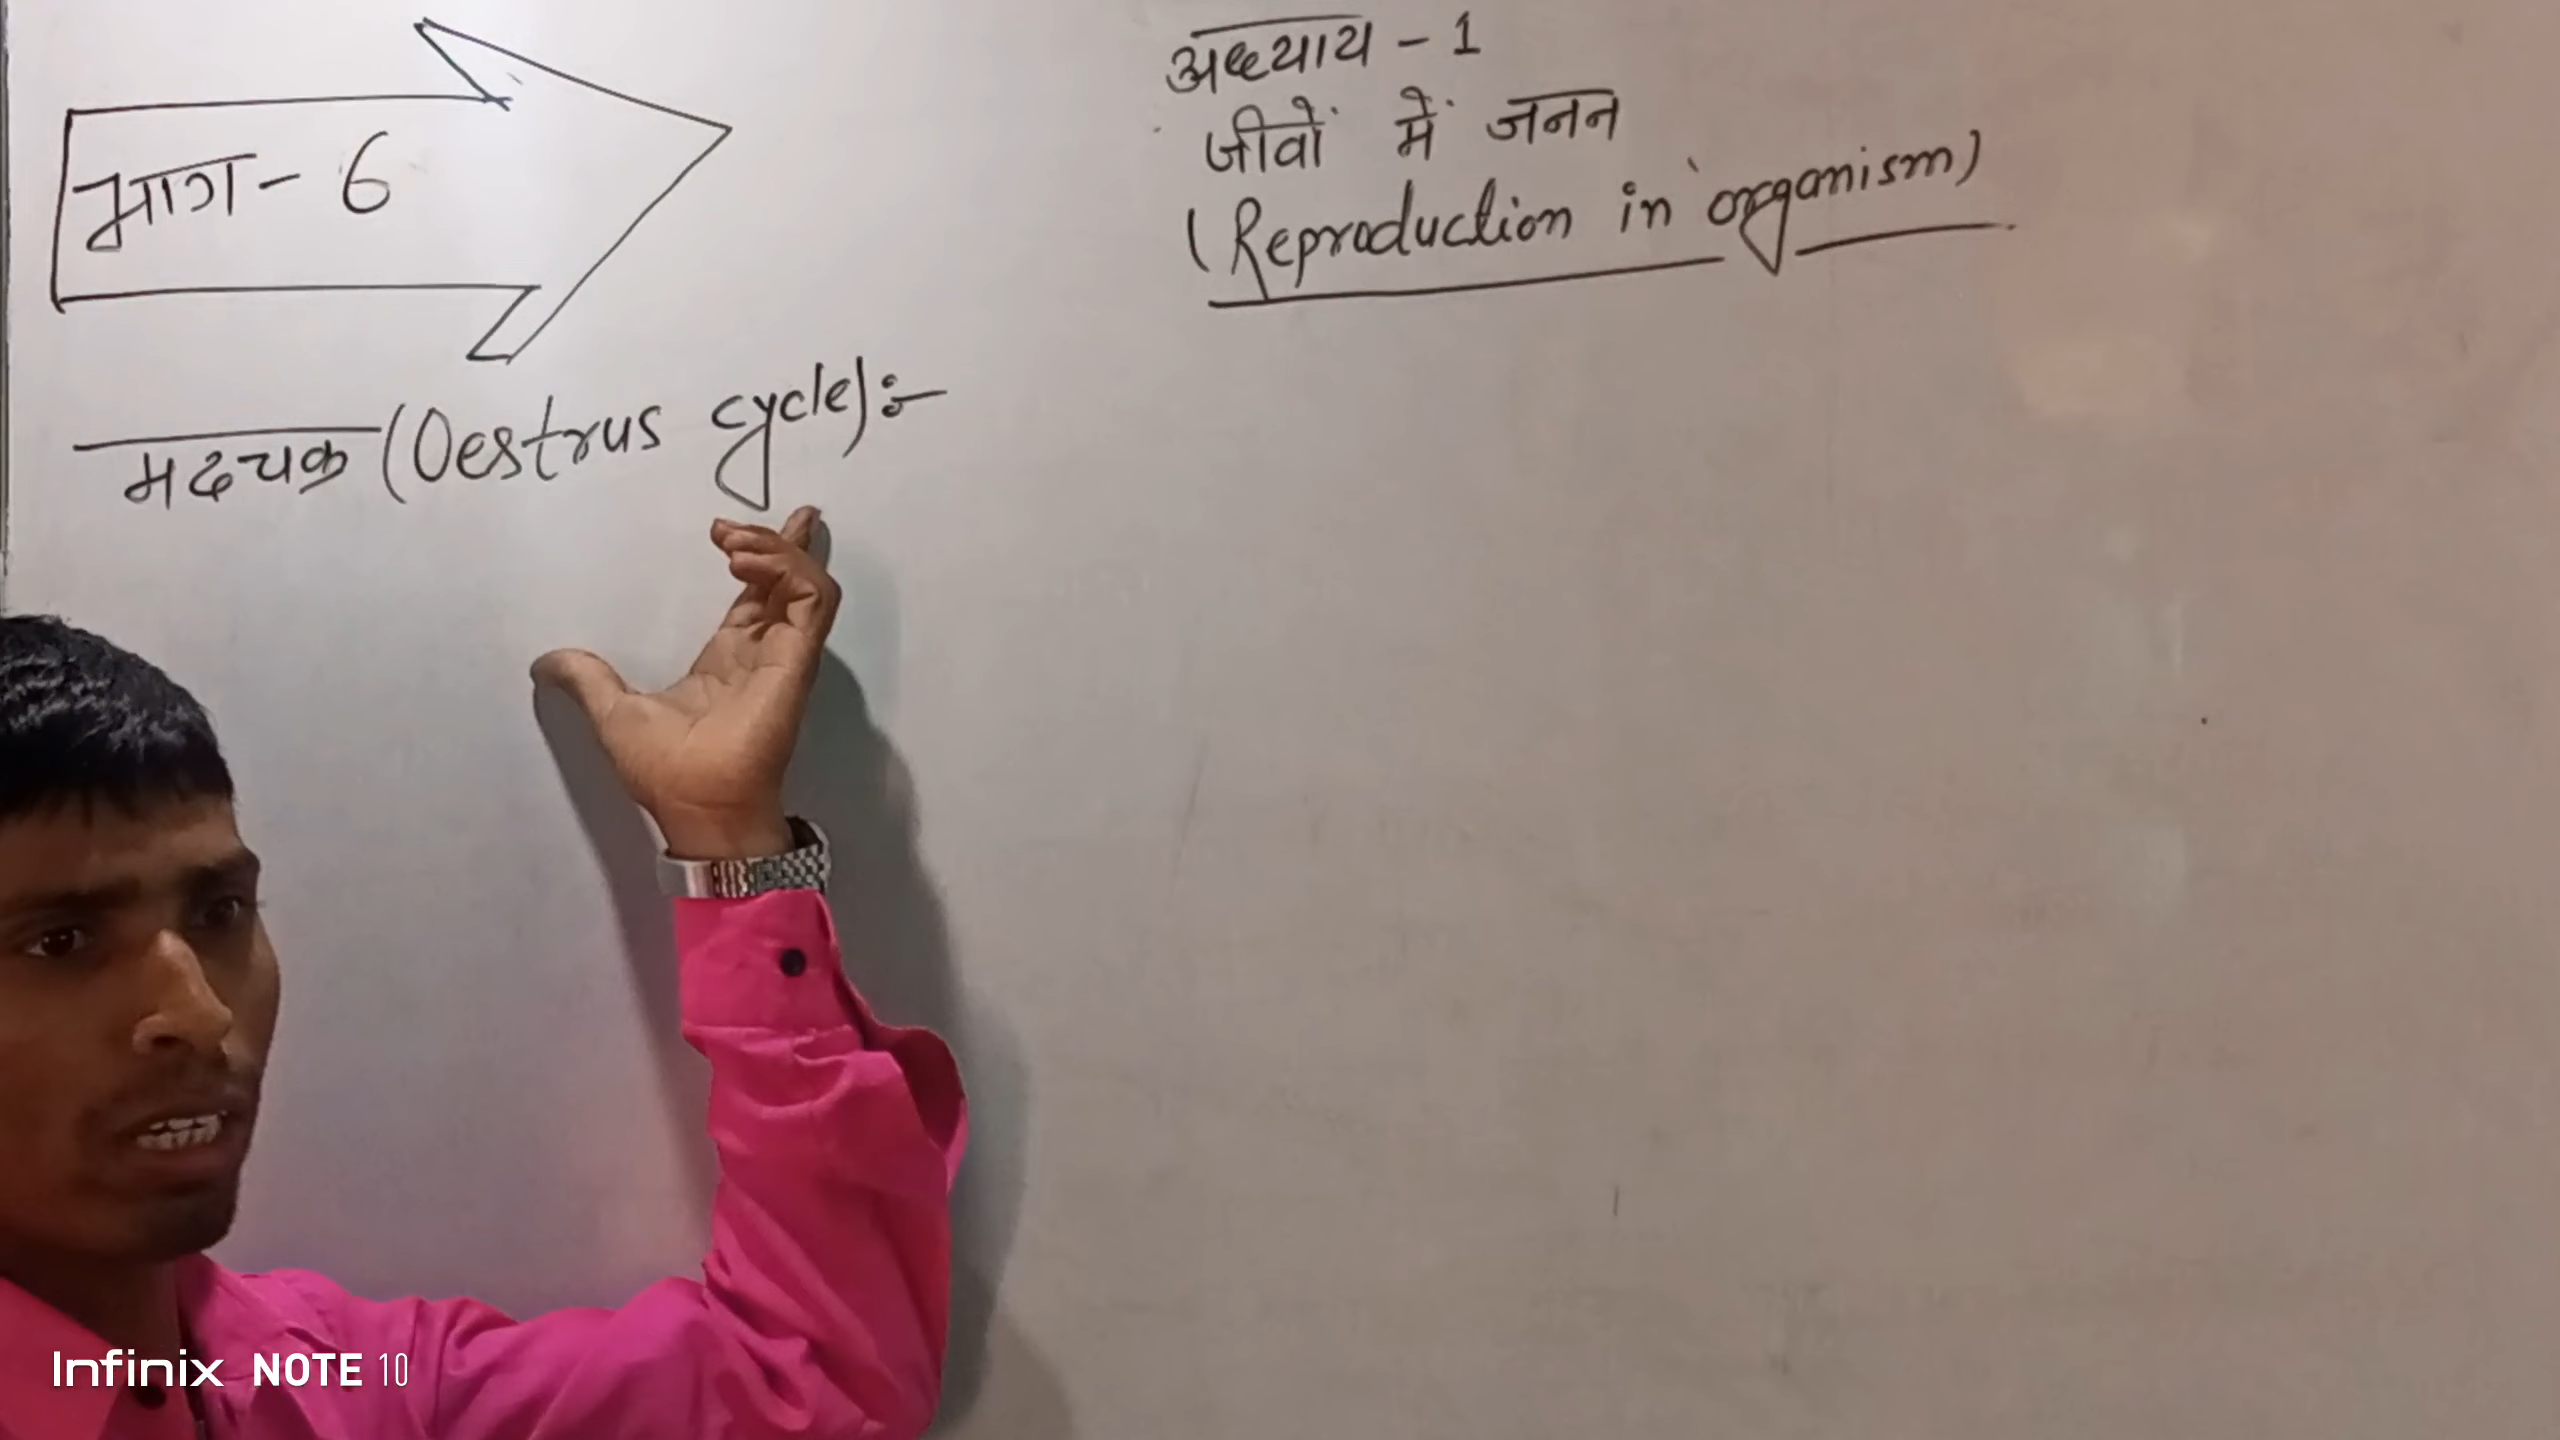 भाग - 6
अध्याय - 1
जीवों में जनन
(Reproduction in organism)
मदचक्र (Oestrus cycle):-
Infinix NOTE 10